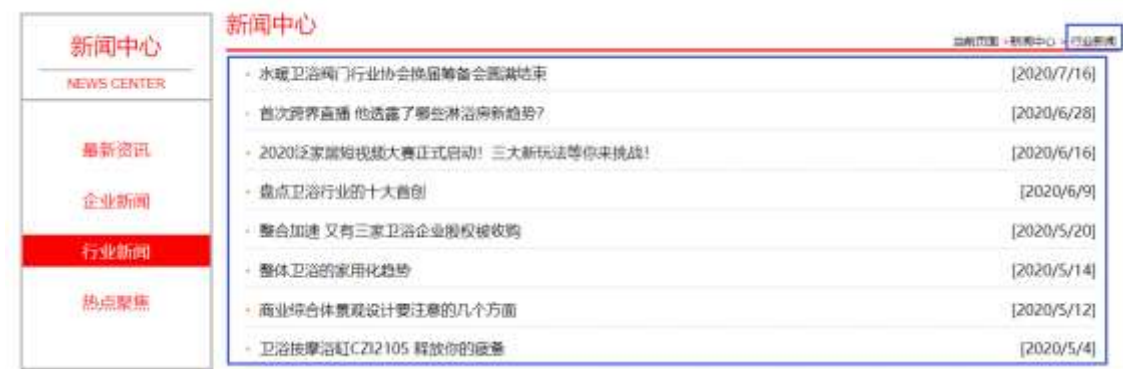 新闻中心
NEWS CENTER
最新资讯
企业新闻
行业新闻
热点聚焦
新闻中心
当前页面 >新闻中心 > 行业新闻
· 水暖卫浴阀门行业协会换届筹备会圆满结束 [2020/7/16]
· 首次跨界直播 他透露了哪些淋浴房新趋势? [2020/6/28]
· 2020泛家居短视频大赛正式启动! 三大新玩法等你来挑战! [2020/6/16]
· 盘点卫浴行业的十大首创 [2020/6/9]
· 整合加速 又有三家卫浴企业股权被收购 [2020/5/20]
· 整体卫浴的家用化趋势 [2020/5/14]
· 商业综合体景观设计要注意的几个方面 [2020/5/12]
· 卫浴按摩浴缸CZI2105 释放你的疲惫 [2020/5/4]